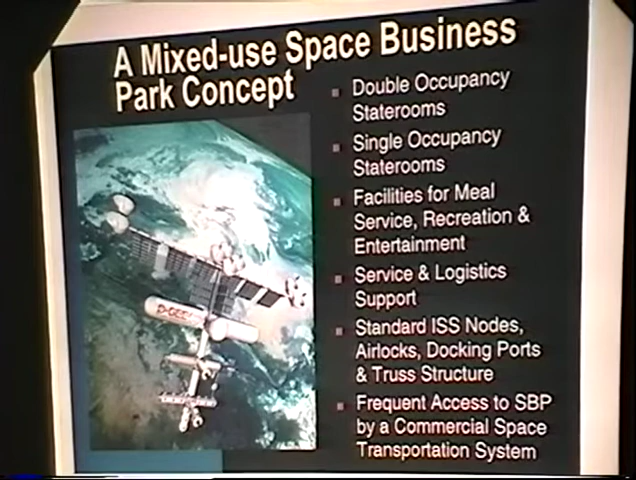 A Mixed-use Space Business
Park Concept
Double Occupancy
Staterooms
Single Occupancy
Staterooms
Facilities for Meal
Service, Recreation &
Entertainment
Service & Logistics
Support
Standard ISS Nodes,
Airlocks, Docking Ports
& Truss Structure
Frequent Access to SBP
by a Commercial Space
Transportation System